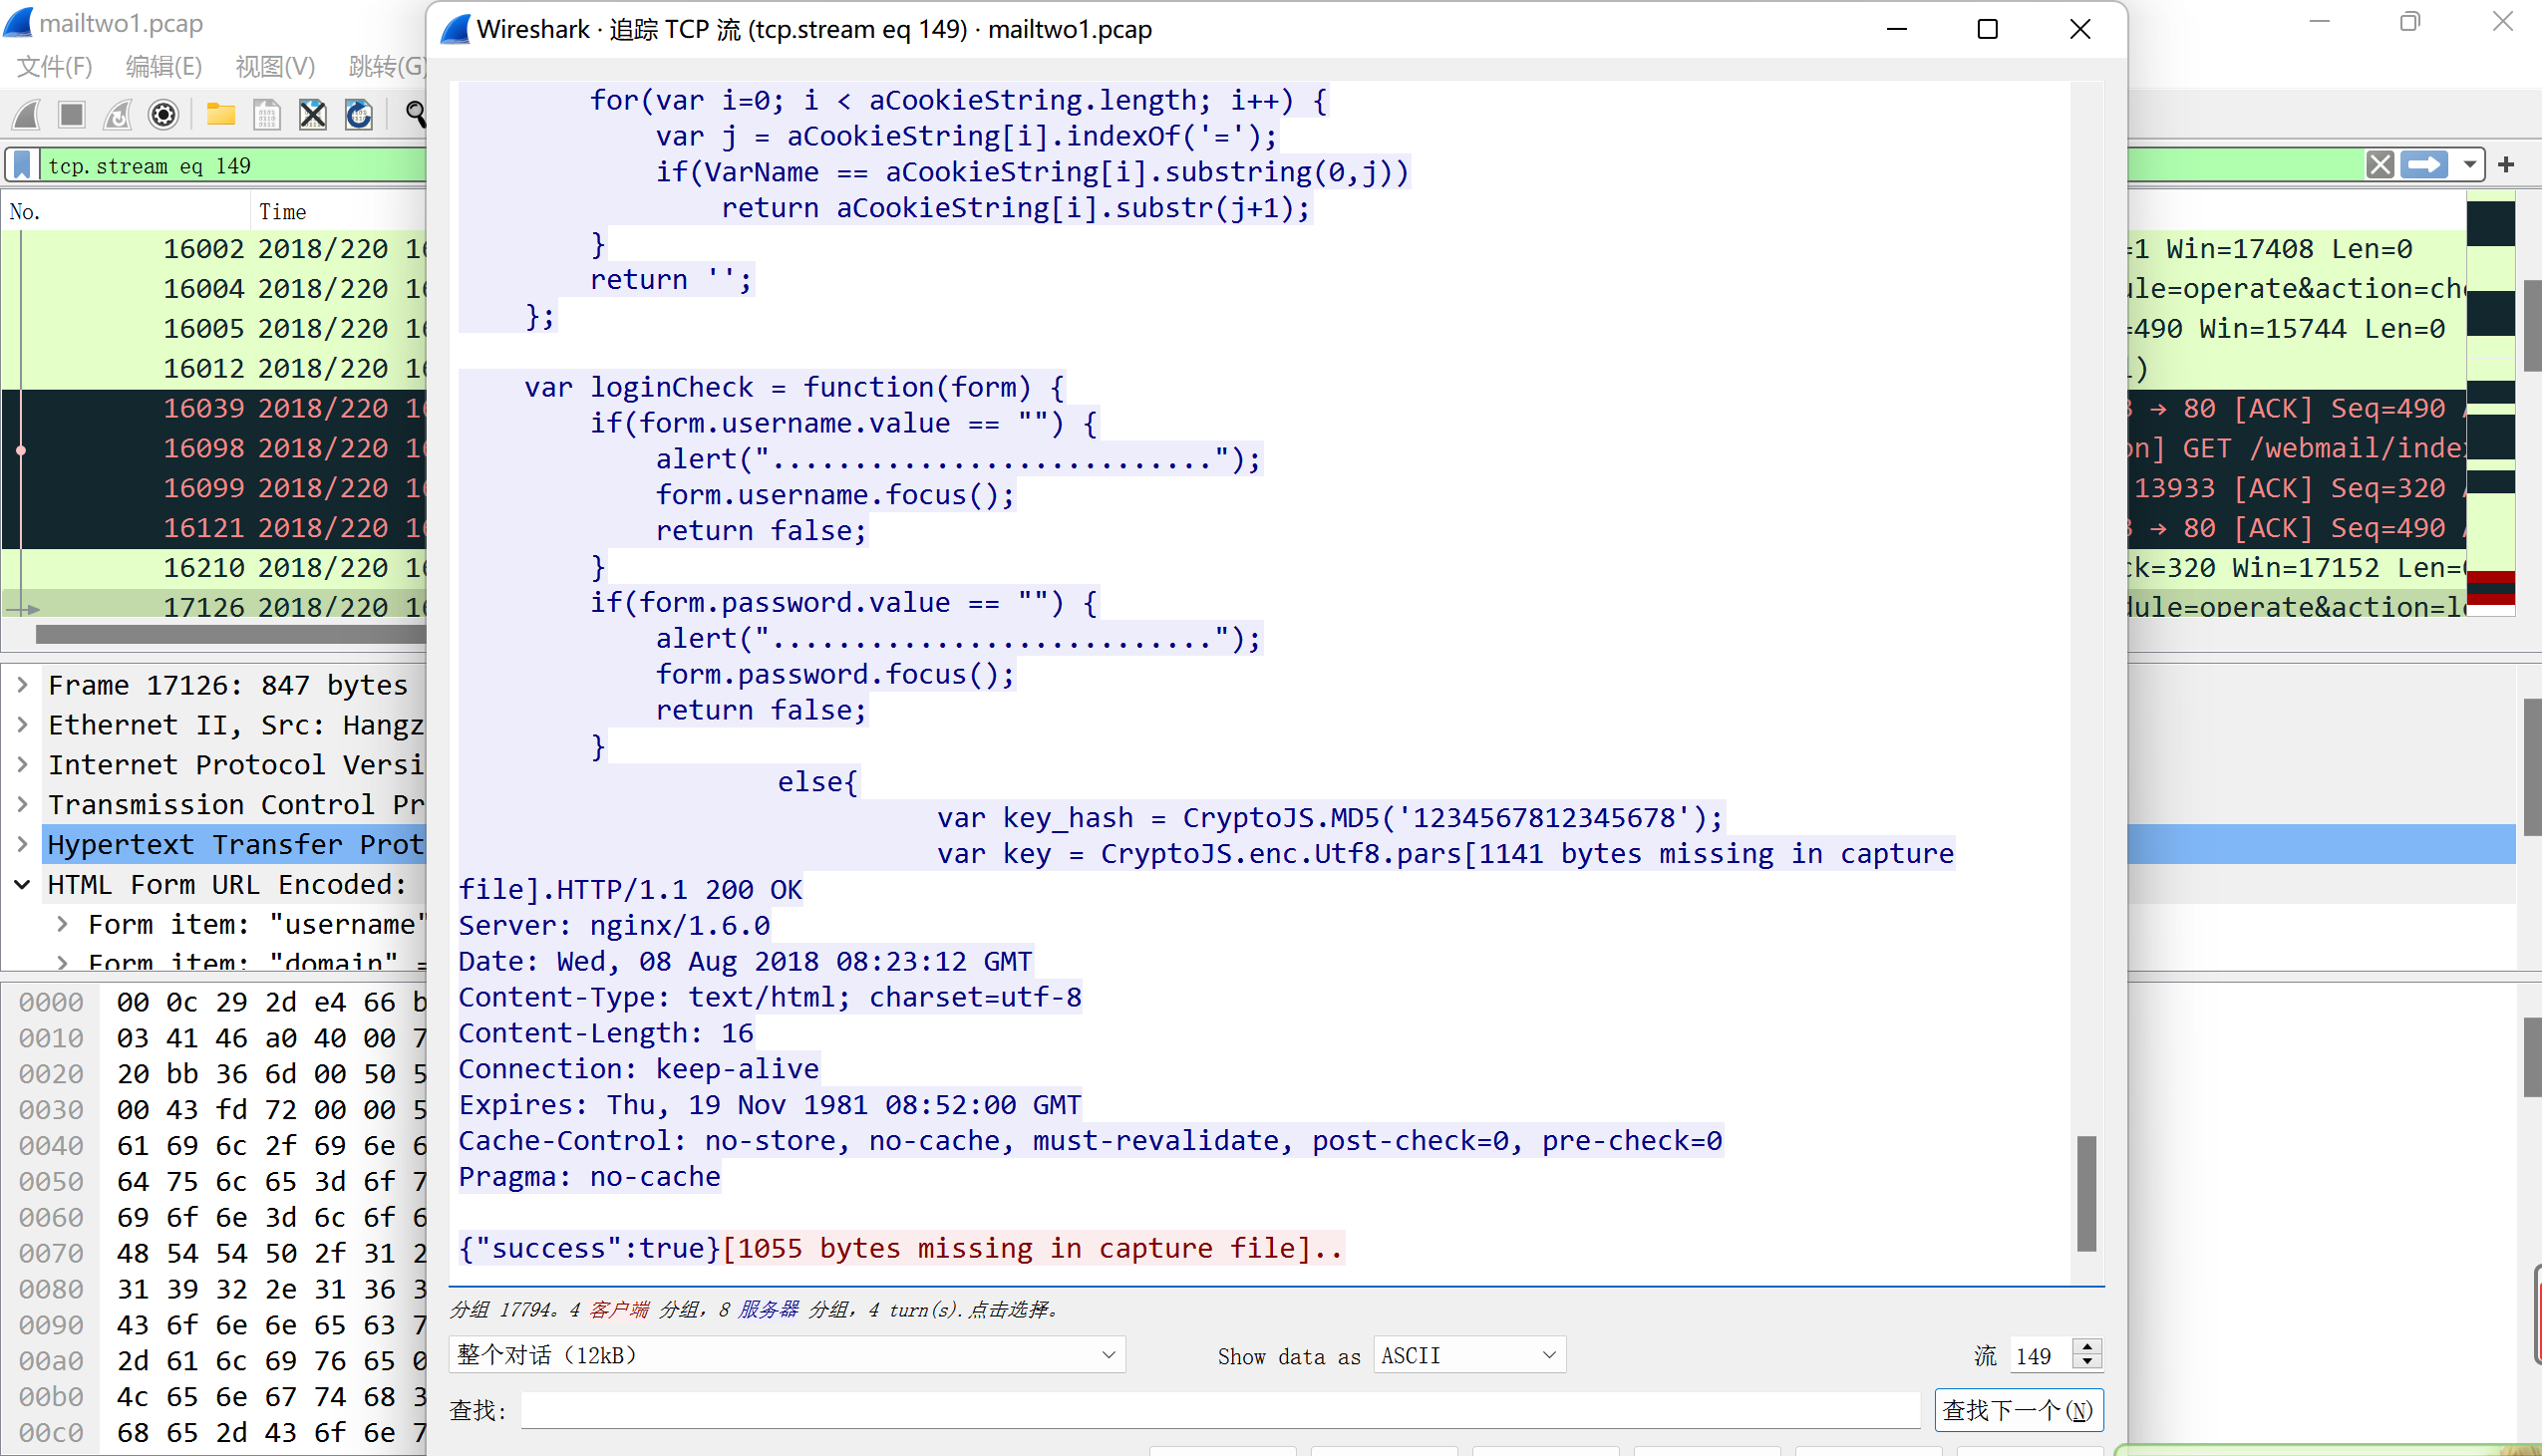 mailtwo1.pcap
文件(F) 编辑(E) 视图(V) 跳转(G)
tcp.stream eq 149
No. Time
16002 2018/220 16
16004 2018/220 16
16005 2018/220 16
16012 2018/220 16
16039 2018/220 16
16098 2018/220 16
16099 2018/220 16
16121 2018/220 16
16210 2018/220 16
17126 2018/220 16
=1 Win=17408 Len=0
ule=operate&action=ch
=490 Win=15744 Len=0
)
→ 80 [ACK] Seq=490
on] GET /webmail/index
13933 [ACK] Seq=320
→ 80 [ACK] Seq=490
ck=320 Win=17152 Len=
dule=operate&action=l
Frame 17126: 847 bytes
Ethernet II, Src: Hangz
Internet Protocol Versi
Transmission Control Pr
Hypertext Transfer Prot
HTML Form URL Encoded:
Form item: "username"
Form item: "domain" =
0000 00 0c 29 2d e4 66 b
0010 03 41 46 a0 40 00 7
0020 20 bb 36 6d 00 50 5
0030 00 43 fd 72 00 00 5
0040 61 69 6c 2f 69 6e 6
0050 64 75 6c 65 3d 6f 7
0060 69 6f 6e 3d 6c 6f 6
0070 48 54 54 50 2f 31 2
0080 31 39 32 2e 31 36 3
0090 43 6f 6e 6e 65 63 7
00a0 2d 61 6c 69 76 65 0
00b0 4c 65 6e 67 74 68 3
00c0 68 65 2d 43 6f 6e 7
Wireshark · 追踪 TCP 流 (tcp.stream eq 149) · mailtwo1.pcap
for(var i=0; i < aCookieString.length; i++) {
var j = aCookieString[i].indexOf('=');
if(VarName == aCookieString[i].substring(0,j))
return aCookieString[i].substr(j+1);
}
return '';
};
var loginCheck = function(form) {
if(form.username.value == "") {
alert("...........................");
form.username.focus();
return false;
}
if(form.password.value == "") {
alert("...........................");
form.password.focus();
return false;
}
else{
var key_hash = CryptoJS.MD5('1234567812345678');
var key = CryptoJS.enc.Utf8.pars[1141 bytes missing in capture
file].HTTP/1.1 200 OK
Server: nginx/1.6.0
Date: Wed, 08 Aug 2018 08:23:12 GMT
Content-Type: text/html; charset=utf-8
Content-Length: 16
Connection: keep-alive
Expires: Thu, 19 Nov 1981 08:52:00 GMT
Cache-Control: no-store, no-cache, must-revalidate, post-check=0, pre-check=0
Pragma: no-cache
{"success":true}[1055 bytes missing in capture file]..
分组 17794。4 客户端 分组，8 服务器 分组，4 turn(s).点击选择。
整个对话（12kB）
Show data as ASCII
流 149
查找:
查找下一个(N)